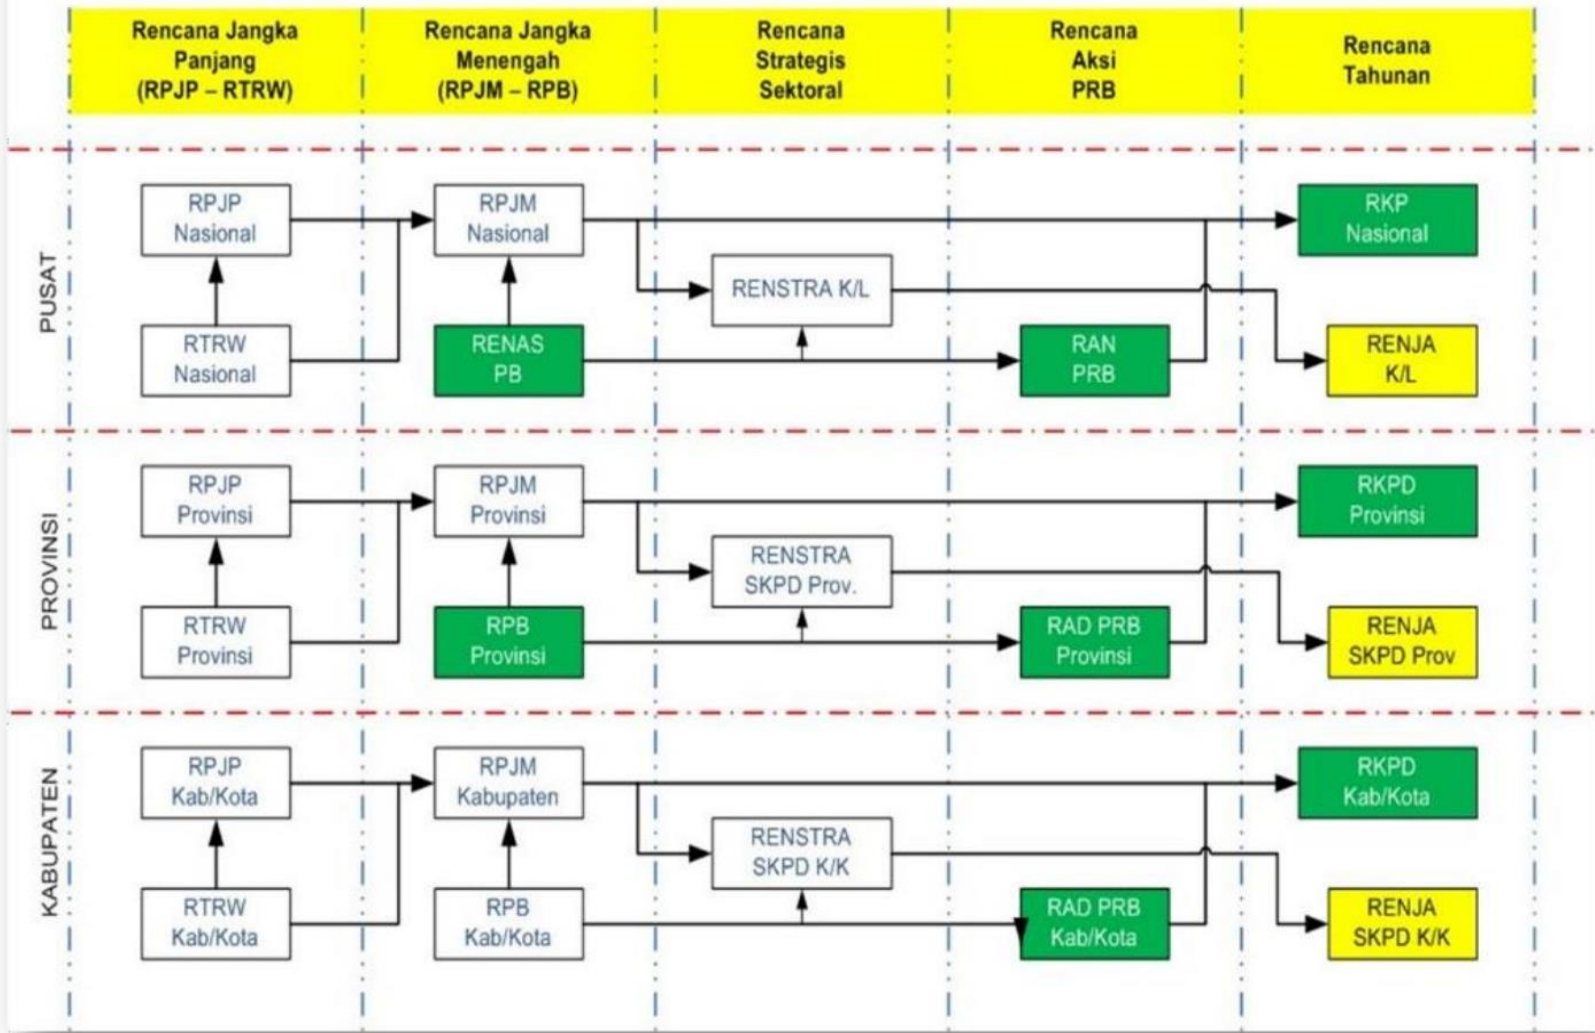 Rencana Jangka
Panjang
(RPJP – RTRW)
Rencana Jangka
Menengah
(RPJM – RPB)
Rencana
Strategis
Sektoral
Rencana
Aksi
PRB
Rencana
Tahunan
PUSAT
RPJP
Nasional
RPJM
Nasional
RKP
Nasional
RENSTRA K/L
RTRW
Nasional
RENAS
PB
RAN
PRB
RENJA
K/L
PROVINSI
RPJP
Provinsi
RPJM
Provinsi
RKPD
Provinsi
RENSTRA
SKPD Prov.
RTRW
Provinsi
RPB
Provinsi
RAD PRB
Provinsi
RENJA
SKPD Prov
KABUPATEN
RPJP
Kab/Kota
RPJM
Kabupaten
RKPD
Kab/Kota
RENSTRA
SKPD K/K
RTRW
Kab/Kota
RPB
Kab/Kota
RAD PRB
Kab/Kota
RENJA
SKPD K/K